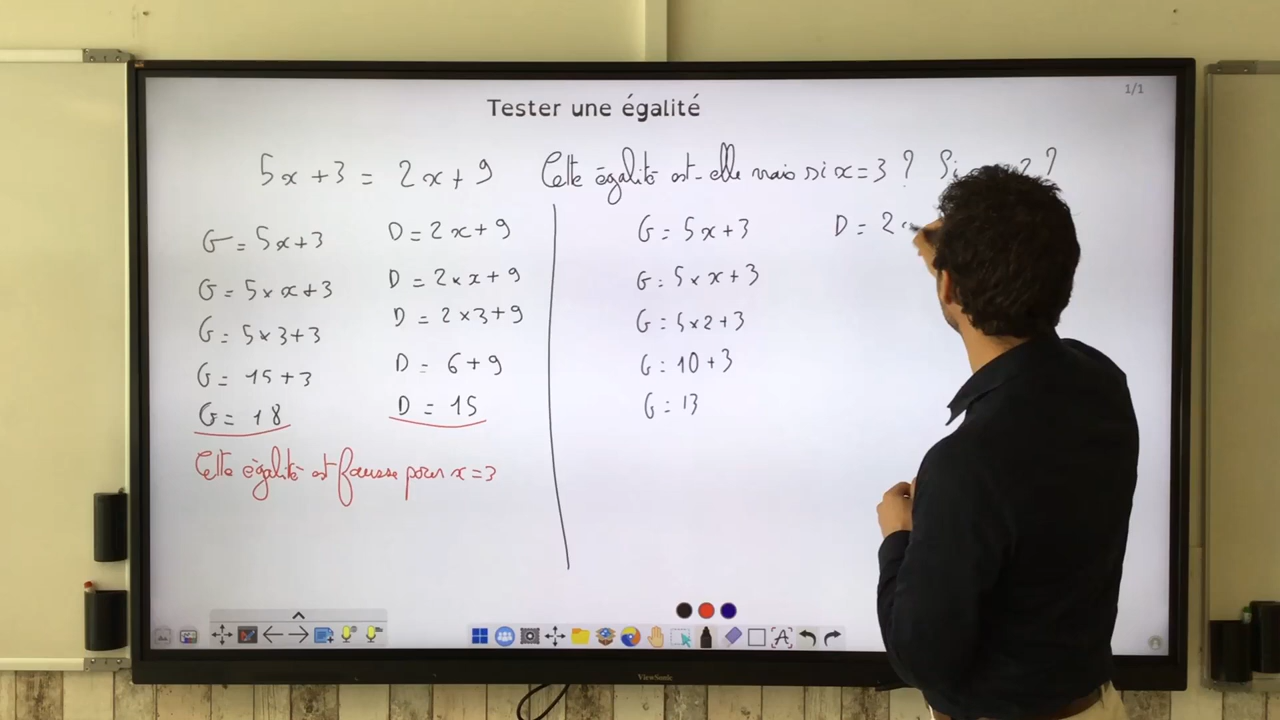 1/1
Tester une égalité
5x+3 = 2x+9 Cette égalité est-elle vraie si x=3 ? Si 2 ?
G = 5x+3
G = 5×x+3
G = 5×3+3
G = 15+3
G = 18
D = 2x+9
D = 2×x+9
D = 2×3+9
D = 6+9
D = 15
Cette égalité est fausse pour x=3
G = 5x+3
G = 5×x+3
G = 5×2+3
G = 10+3
G = 13
D = 2x
ViewSonic